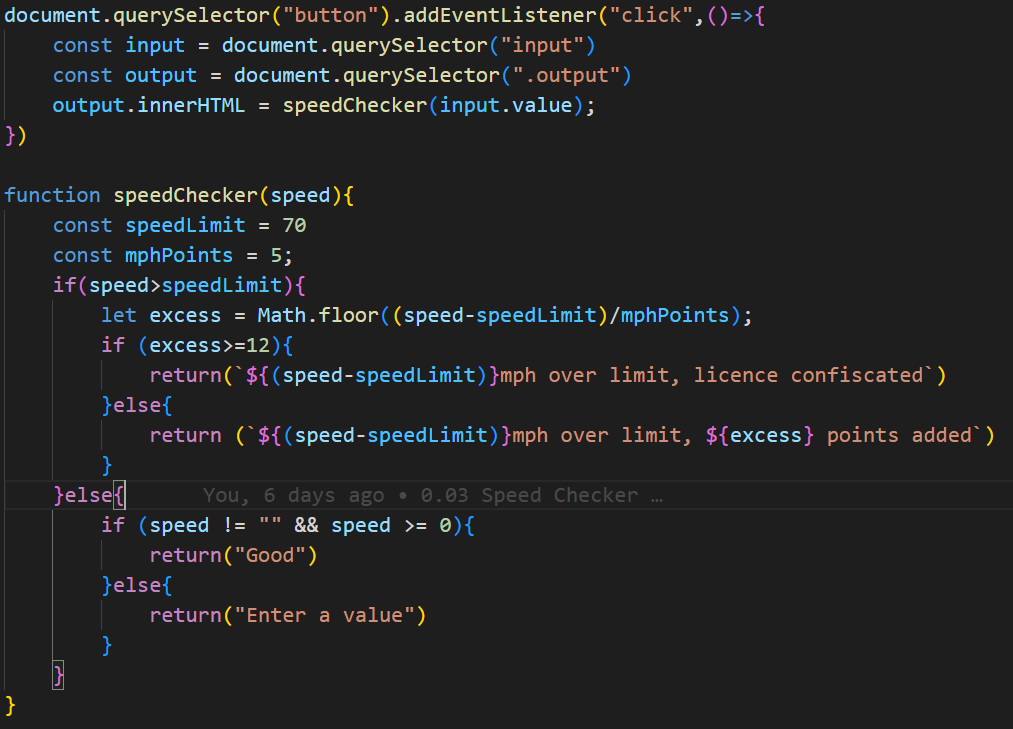 document.querySelector("button").addEventListener("click",()=>{
    const input = document.querySelector("input")
    const output = document.querySelector(".output")
    output.innerHTML = speedChecker(input.value);
})

function speedChecker(speed){
    const speedLimit = 70
    const mphPoints = 5;
    if(speed>speedLimit){
        let excess = Math.floor((speed-speedLimit)/mphPoints);
        if (excess>=12){
            return(`${(speed-speedLimit)}mph over limit, licence confiscated`)
        }else{
            return (`${(speed-speedLimit)}mph over limit, ${excess} points added`)
        }
    }else{ You, 6 days ago • 0.03 Speed Checker …
        if (speed != "" && speed >= 0){
            return("Good")
        }else{
            return("Enter a value")
        }
    }
}